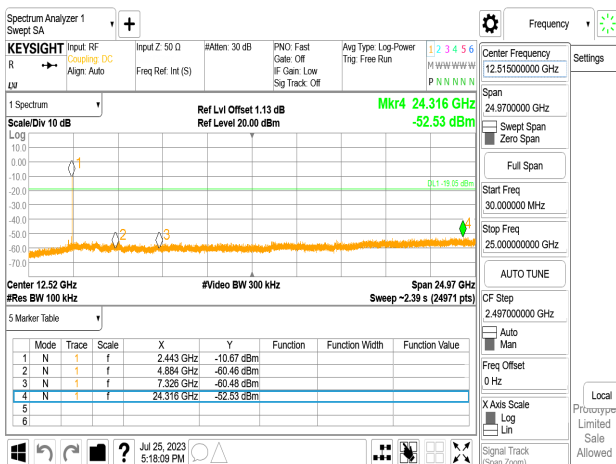 Spectrum Analyzer 1
Swept SA
Frequency
KEYSIGHT
R
Input: RF
Coupling: DC
Align: Auto
Input Z: 50 Ω
Freq Ref: Int (S)
#Atten: 30 dB
PNO: Fast
Gate: Off
IF Gain: Low
Sig Track: Off
Avg Type: Log-Power
Trig: Free Run
1 2 3 4 5 6
M W W W W W
P N N N N N
1 Spectrum
Scale/Div 10 dB
Ref Lvl Offset 1.13 dB
Ref Level 20.00 dBm
Mkr4 24.316 GHz
-52.53 dBm
Log
10.0
0.00
-10.0
-20.0
-30.0
-40.0
-50.0
-60.0
-70.0
1
2
3
4
DL1 -19.05 dBm
Center 12.52 GHz
#Res BW 100 kHz
#Video BW 300 kHz
Span 24.97 GHz
Sweep ~2.39 s (24971 pts)
5 Marker Table
Mode Trace Scale X Y Function Function Width Function Value
1 N 1 f 2.443 GHz -10.67 dBm
2 N 1 f 4.884 GHz -60.46 dBm
3 N 1 f 7.326 GHz -60.48 dBm
4 N 1 f 24.316 GHz -52.53 dBm
5
6
?
Jul 25, 2023
5:18:09 PM
Center Frequency
12.515000000 GHz
Span
24.9700000 GHz
Swept Span
Zero Span
Full Span
Start Freq
30.000000 MHz
Stop Freq
25.000000000 GHz
AUTO TUNE
CF Step
2.497000000 GHz
Auto
Man
Freq Offset
0 Hz
X Axis Scale
Log
Lin
Signal Track
(Span Zoom)
Settings
Local
Prototype
Limited
Sale
Allowed